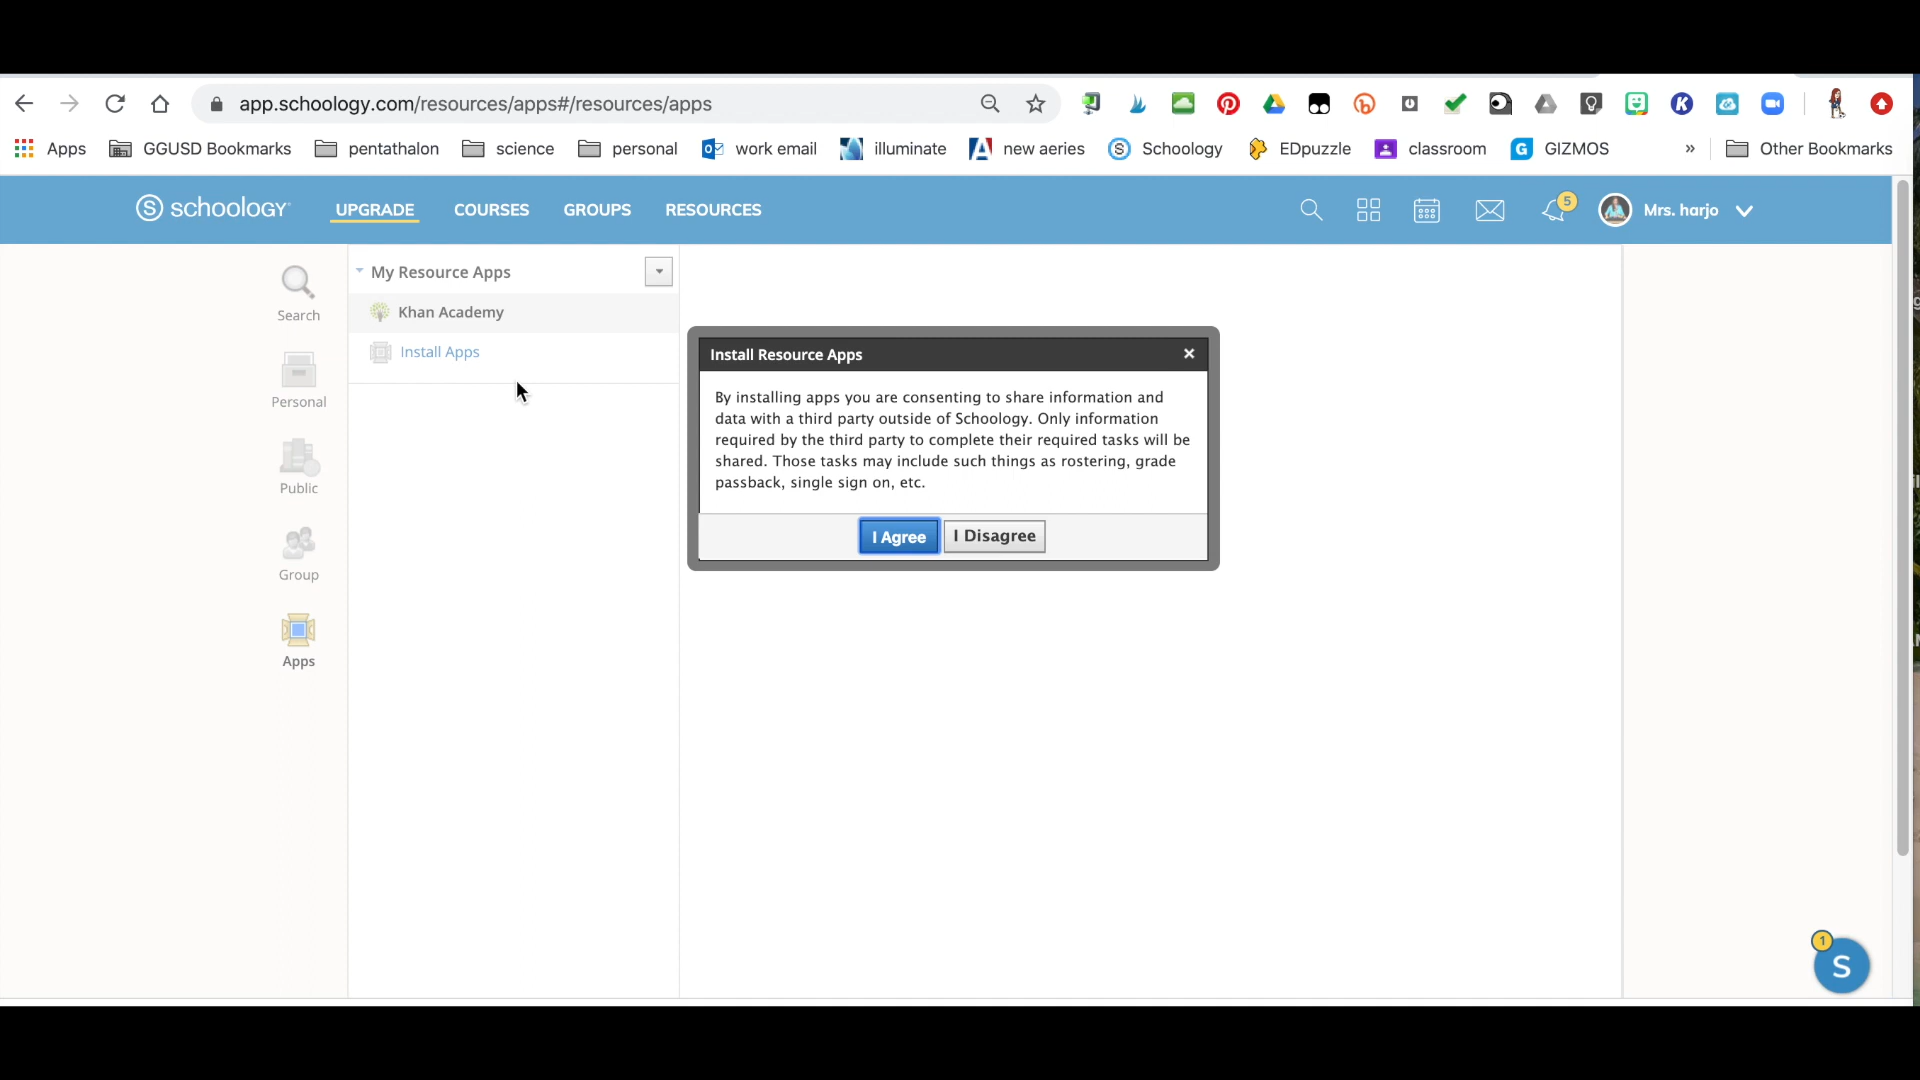 app.schoology.com/resources/apps#/resources/apps
Apps GGUSD Bookmarks pentathalon science personal work email illuminate new aeries Schoology EDpuzzle classroom GIZMOS » Other Bookmarks
schoology UPGRADE COURSES GROUPS RESOURCES 5 Mrs. harjo
Search
Personal
Public
Group
Apps
My Resource Apps
Khan Academy
Install Apps
Install Resource Apps
By installing apps you are consenting to share information and
data with a third party outside of Schoology. Only information
required by the third party to complete their required tasks will be
shared. Those tasks may include such things as rostering, grade
passback, single sign on, etc.
I Agree I Disagree
1
S